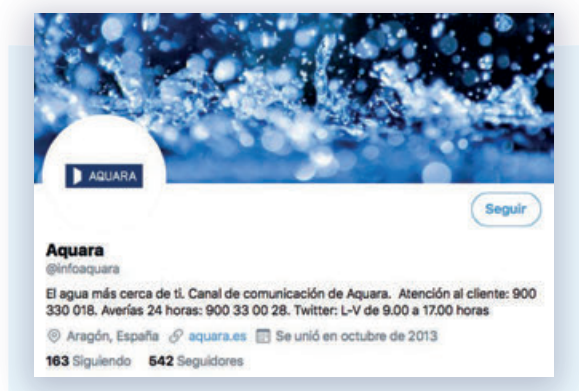 AQUARA
Seguir
Aquara
@infoaquara
El agua más cerca de ti. Canal de comunicación de Aquara. Atención al cliente: 900
330 018. Averías 24 horas: 900 33 00 28. Twitter: L-V de 9.00 a 17.00 horas
Aragón, España aquara.es Se unió en octubre de 2013
163 Siguiendo 542 Seguidores